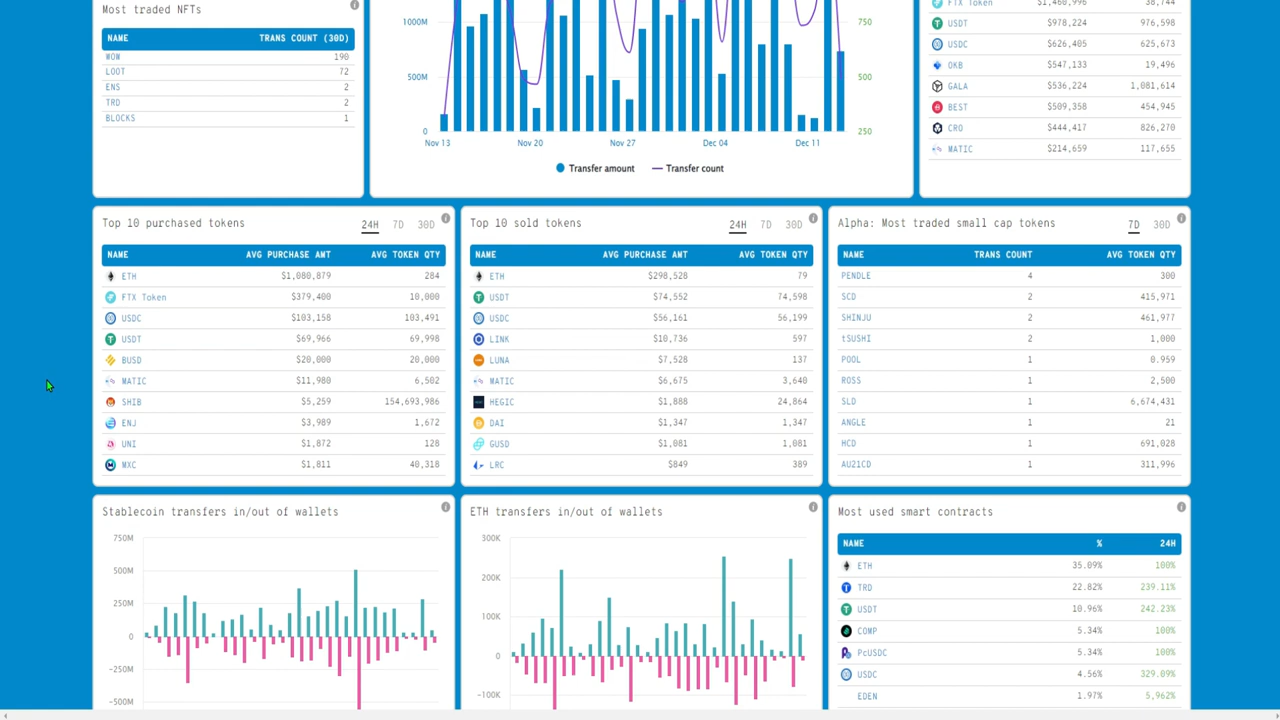 Most traded NFTs
NAME TRANS COUNT (30D)
WOW 190
LOOT 72
ENS 2
TRD 2
BLOCKS 1
1000M 750
500M 500
0 250
Nov 13 Nov 20 Nov 27 Dec 04 Dec 11
Transfer amount Transfer count
FTX Token $1,460,996 38,744
USDT $978,224 976,598
USDC $626,405 625,673
OKB $547,133 19,496
GALA $536,224 1,081,614
BEST $509,358 454,945
CRO $444,417 826,270
MATIC $214,659 117,655
Top 10 purchased tokens 24H 7D 30D
NAME AVG PURCHASE AMT AVG TOKEN QTY
ETH $1,080,879 284
FTX Token $379,400 10,000
USDC $103,158 103,491
USDT $69,966 69,998
BUSD $20,000 20,000
MATIC $11,980 6,502
SHIB $5,259 154,693,986
ENJ $3,989 1,672
UNI $1,872 128
MXC $1,811 40,318
Top 10 sold tokens 24H 7D 30D
NAME AVG PURCHASE AMT AVG TOKEN QTY
ETH $298,528 79
USDT $74,552 74,598
USDC $56,161 56,199
LINK $10,736 597
LUNA $7,528 137
MATIC $6,675 3,640
HEGIC $1,888 24,864
DAI $1,347 1,347
GUSD $1,081 1,081
LRC $849 389
Alpha: Most traded small cap tokens 7D 30D
NAME TRANS COUNT AVG TOKEN QTY
PENDLE 4 300
SCD 2 415,971
SHINJU 2 461,977
tSUSHI 2 1,000
POOL 1 0.959
ROSS 1 2,500
SLD 1 6,674,431
ANGLE 1 21
HCD 1 691,028
AU21CD 1 311,996
Stablecoin transfers in/out of wallets
750M
500M
250M
0
-250M
-500M
ETH transfers in/out of wallets
300K
200K
100K
0
-100K
Most used smart contracts
NAME % 24H
ETH 35.09% 100%
TRD 22.82% 239.11%
USDT 10.96% 242.23%
COMP 5.34% 100%
PcUSDC 5.34% 100%
USDC 4.56% 329.09%
EDEN 1.97% 5,962%